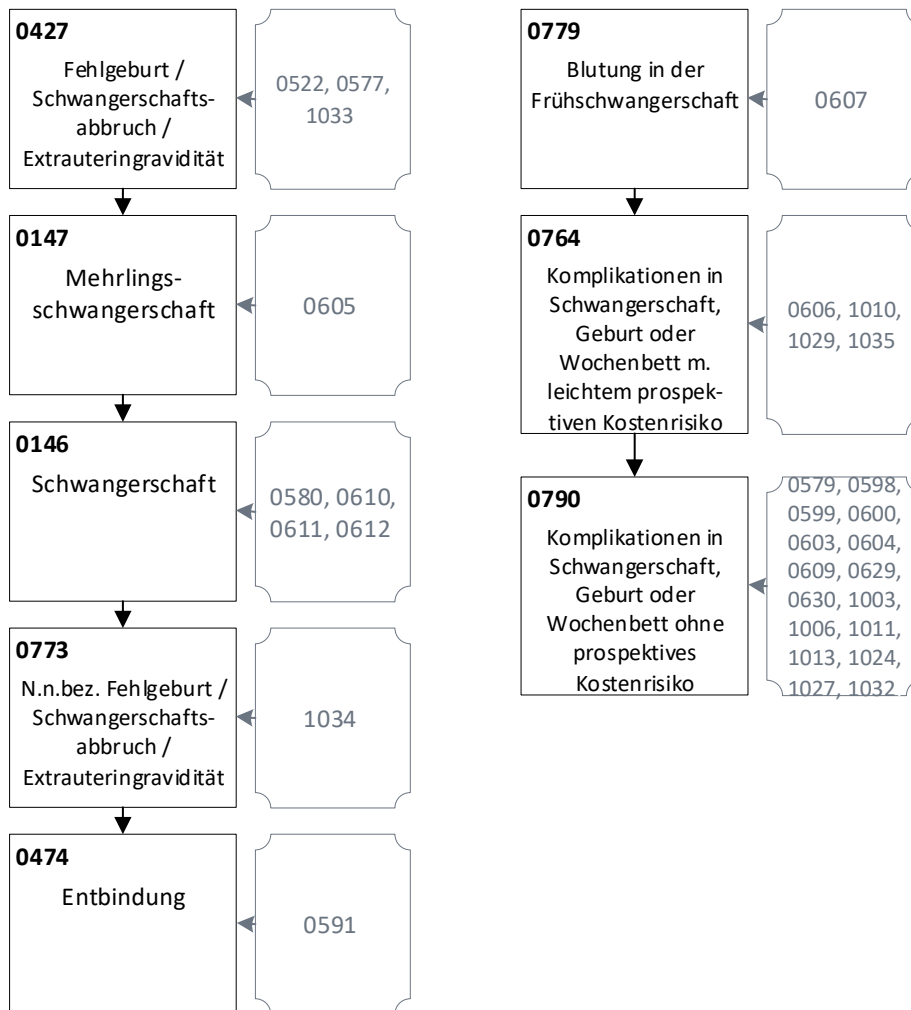 0427
Fehlgeburt /
Schwangerschafts-
abbruch /
Extrauteringravidität
0522, 0577,
1033
0147
Mehrlings-
schwangerschaft
0605
0146
Schwangerschaft
0580, 0610,
0611, 0612
0773
N.n.bez. Fehlgeburt /
Schwangerschafts-
abbruch /
Extrauteringravidität
1034
0474
Entbindung
0591
0779
Blutung in der
Frühschwangerschaft
0607
0764
Komplikationen in
Schwangerschaft,
Geburt oder
Wochenbett m.
leichtem prospek-
tiven Kostenrisiko
0606, 1010,
1029, 1035
0790
Komplikationen in
Schwangerschaft,
Geburt oder
Wochenbett ohne
prospektives
Kostenrisiko
0579, 0598,
0599, 0600,
0603, 0604,
0609, 0629,
0630, 1003,
1006, 1011,
1013, 1024,
1027, 1032